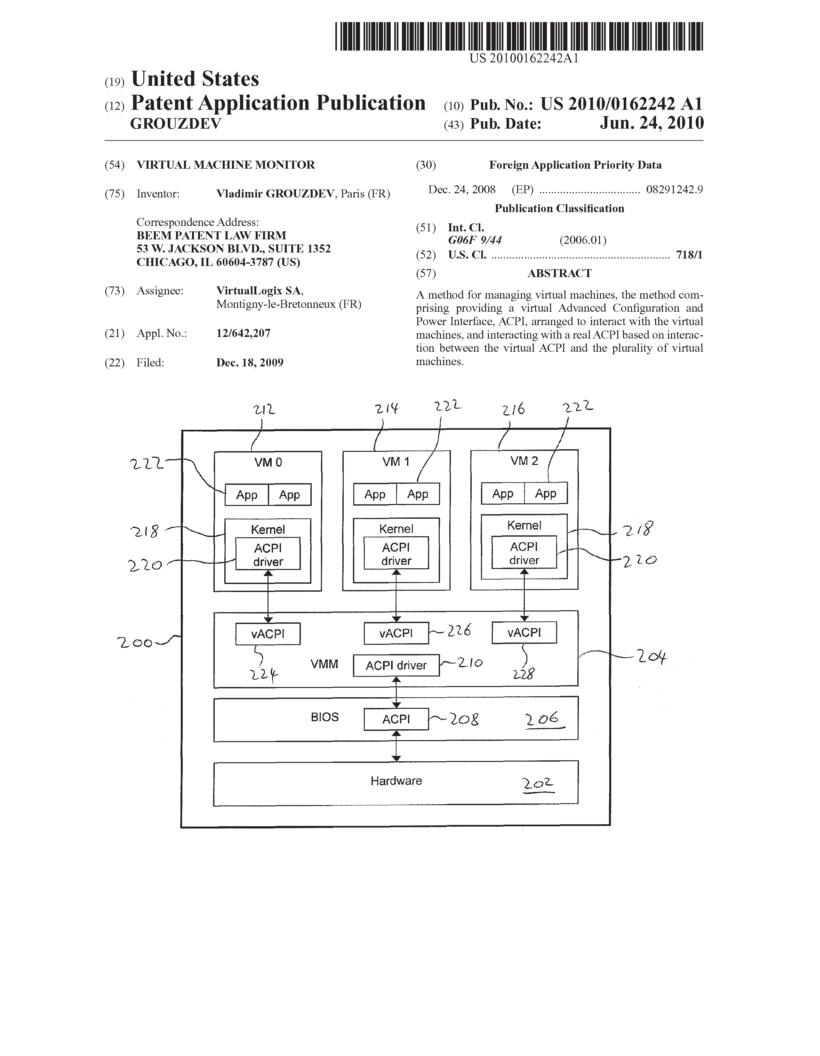 US 20100162242A1
(19) United States
(12) Patent Application Publication
GROUZDEV
(10) Pub. No.: US 2010/0162242 A1
(43) Pub. Date: Jun. 24, 2010
(54) VIRTUAL MACHINE MONITOR
(75) Inventor: Vladimir GROUZDEV, Paris (FR)
Correspondence Address:
BEEM PATENT LAW FIRM
53 W. JACKSON BLVD., SUITE 1352
CHICAGO, IL 60604-3787 (US)
(73) Assignee: VirtualLogix SA,
Montigny-le-Bretonneux (FR)
(21) Appl. No.: 12/642,207
(22) Filed: Dec. 18, 2009
(30) Foreign Application Priority Data
Dec. 24, 2008 (EP) .................................. 08291242.9
Publication Classification
(51) Int. Cl.
G06F 9/44 (2006.01)
(52) U.S. Cl. ........................................................... 718/1
(57) ABSTRACT
A method for managing virtual machines, the method com-
prising providing a virtual Advanced Configuration and
Power Interface, ACPI, arranged to interact with the virtual
machines, and interacting with a real ACPI based on interac-
tion between the virtual ACPI and the plurality of virtual
machines.
212 214 222 216 222
VM 0 VM 1 VM 2
222
App App App App App App
218 Kernel Kernel Kernel 218
220 ACPI driver ACPI driver ACPI driver 220
200 vACPI vACPI 226 vACPI
224 VMM ACPI driver 210 228 204
BIOS ACPI 208 206
Hardware 202